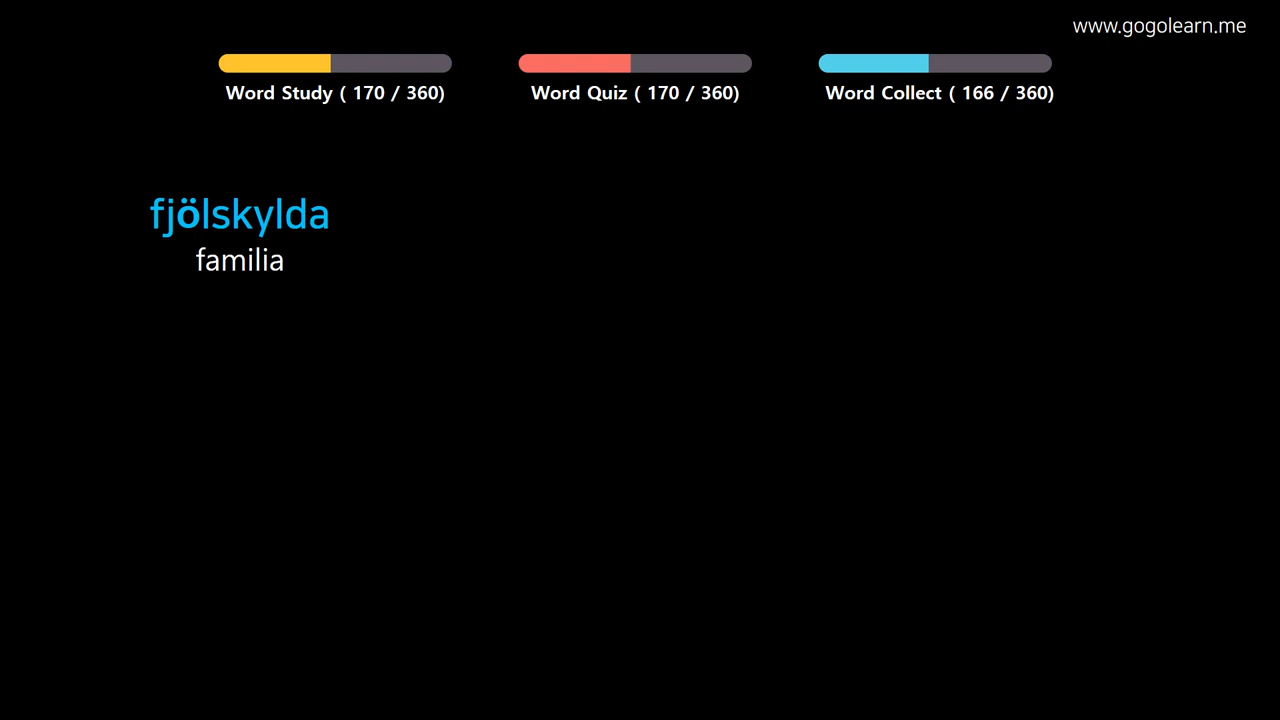 www.gogolearn.me
Word Study ( 170 / 360)
Word Quiz ( 170 / 360)
Word Collect ( 166 / 360)
fjölskylda
familia